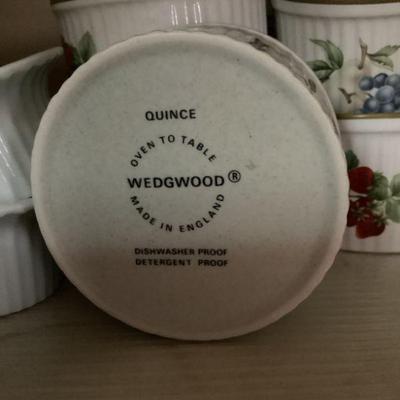 QUINCE
OVEN TO TABLE
WEDGWOOD®
MADE IN ENGLAND
DISHWASHER PROOF
DETERGENT PROOF